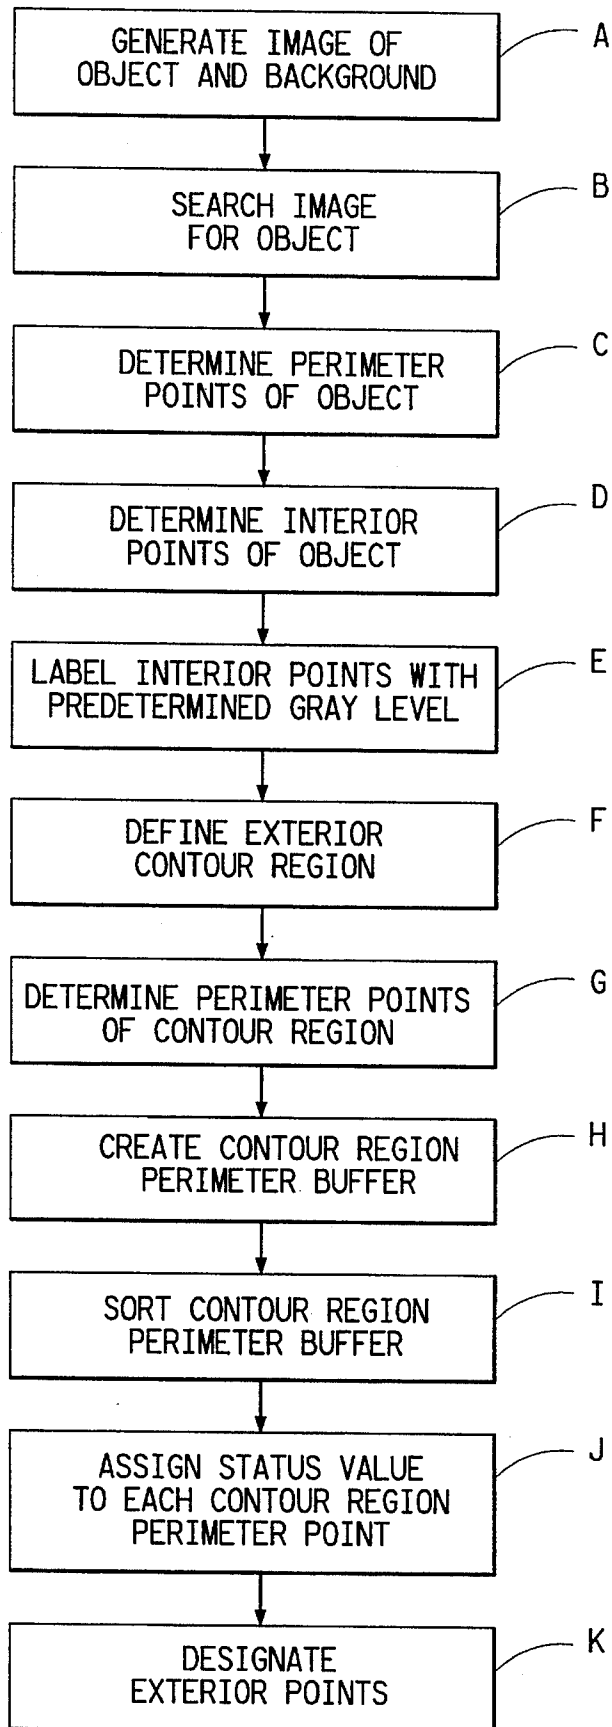 GENERATE IMAGE OF
OBJECT AND BACKGROUND
A
SEARCH IMAGE
FOR OBJECT
B
DETERMINE PERIMETER
POINTS OF OBJECT
C
DETERMINE INTERIOR
POINTS OF OBJECT
D
LABEL INTERIOR POINTS WITH
PREDETERMINED GRAY LEVEL
E
DEFINE EXTERIOR
CONTOUR REGION
F
DETERMINE PERIMETER POINTS
OF CONTOUR REGION
G
CREATE CONTOUR REGION
PERIMETER BUFFER
H
SORT CONTOUR REGION
PERIMETER BUFFER
I
ASSIGN STATUS VALUE
TO EACH CONTOUR REGION
PERIMETER POINT
J
DESIGNATE
EXTERIOR POINTS
K